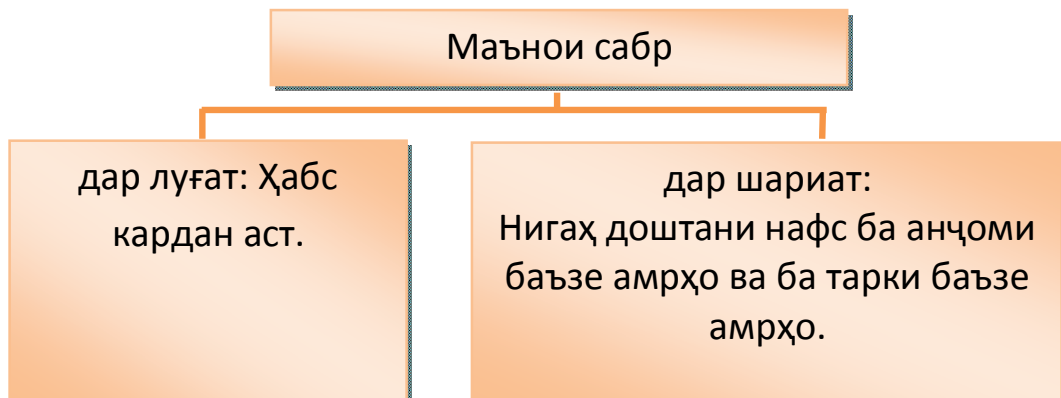 Маънои сабр
дар луғат: Ҳабс
кардан аст.
дар шариат:
Нигаҳ доштани нафс ба анҷоми
баъзе амрҳо ва ба тарки баъзе
амрҳо.